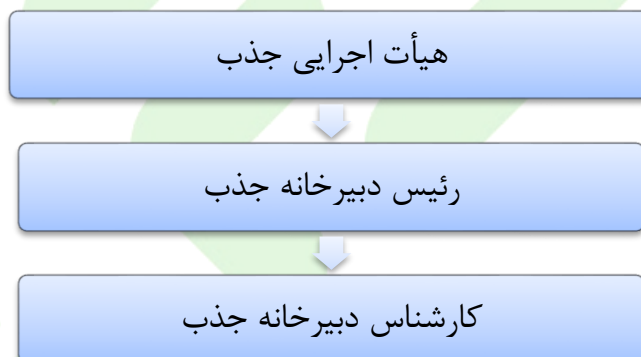 هیأت اجرایی جذب
رئیس دبیرخانه جذب
کارشناس دبیرخانه جذب